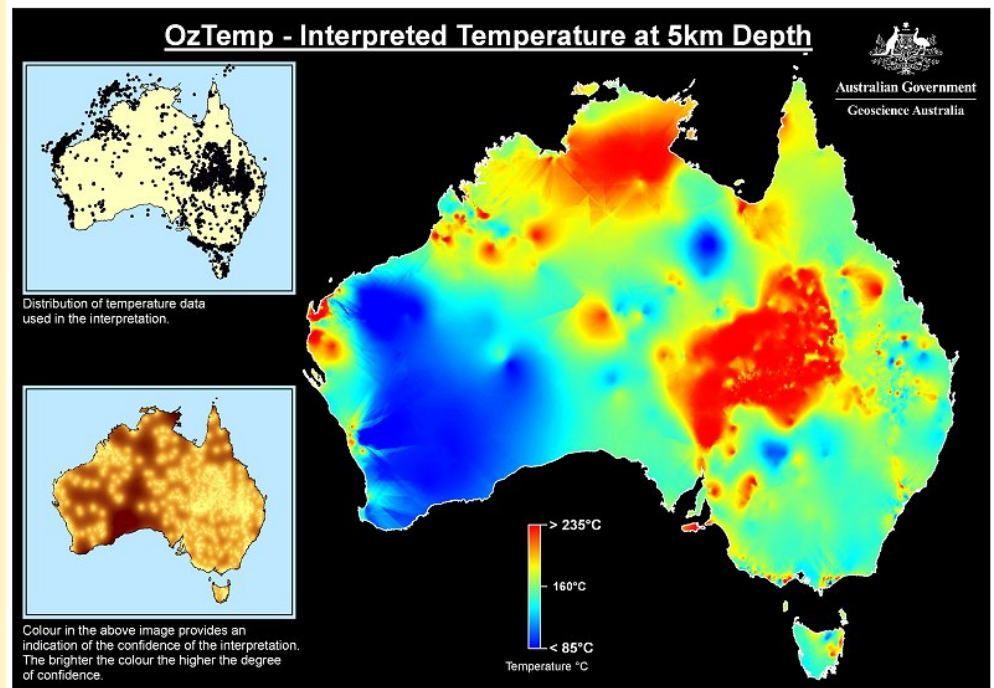 OzTemp - Interpreted Temperature at 5km Depth
Australian Government
Geoscience Australia
Distribution of temperature data
used in the interpretation.
Colour in the above image provides an
indication of the confidence of the interpretation.
The brighter the colour the higher the degree
of confidence.
> 235°C
160°C
< 85°C
Temperature °C